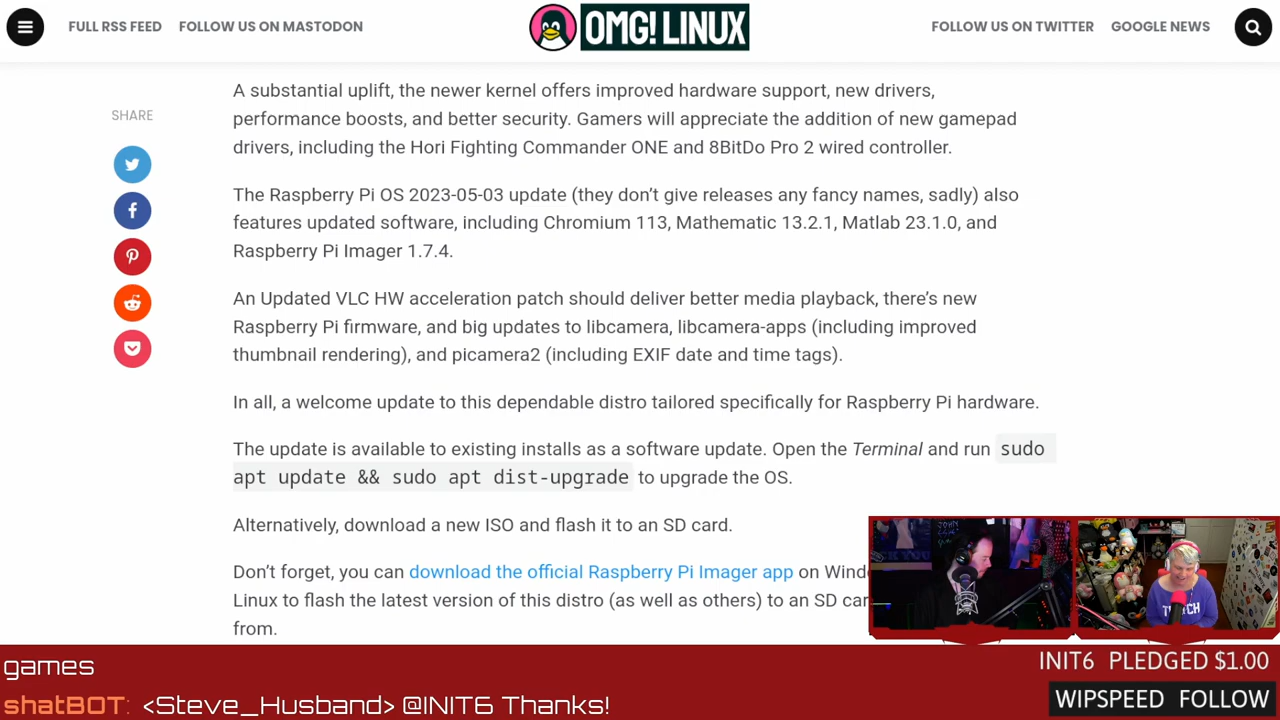 FULL RSS FEED FOLLOW US ON MASTODON OMG! LINUX FOLLOW US ON TWITTER GOOGLE NEWS
SHARE
A substantial uplift, the newer kernel offers improved hardware support, new drivers,
performance boosts, and better security. Gamers will appreciate the addition of new gamepad
drivers, including the Hori Fighting Commander ONE and 8BitDo Pro 2 wired controller.
The Raspberry Pi OS 2023-05-03 update (they don’t give releases any fancy names, sadly) also
features updated software, including Chromium 113, Mathematic 13.2.1, Matlab 23.1.0, and
Raspberry Pi Imager 1.7.4.
An Updated VLC HW acceleration patch should deliver better media playback, there’s new
Raspberry Pi firmware, and big updates to libcamera, libcamera-apps (including improved
thumbnail rendering), and picamera2 (including EXIF date and time tags).
In all, a welcome update to this dependable distro tailored specifically for Raspberry Pi hardware.
The update is available to existing installs as a software update. Open the Terminal and run sudo
apt update && sudo apt dist-upgrade to upgrade the OS.
Alternatively, download a new ISO and flash it to an SD card.
Don’t forget, you can download the official Raspberry Pi Imager app on Wind
Linux to flash the latest version of this distro (as well as others) to an SD car
from.
TWITCH
games
INIT6 PLEDGED $1.00
shatBOT: <Steve_Husband> @INIT6 Thanks!
WIPSPEED FOLLOW